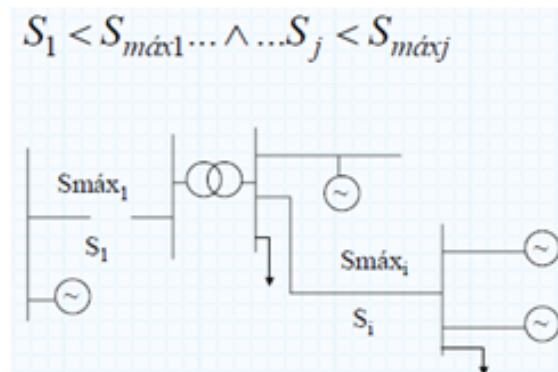 S₁ < Smáx1... ∧ ...Sj < Smáxj
Smáx₁
S₁
~
~
Smáxᵢ
Sᵢ
~
~